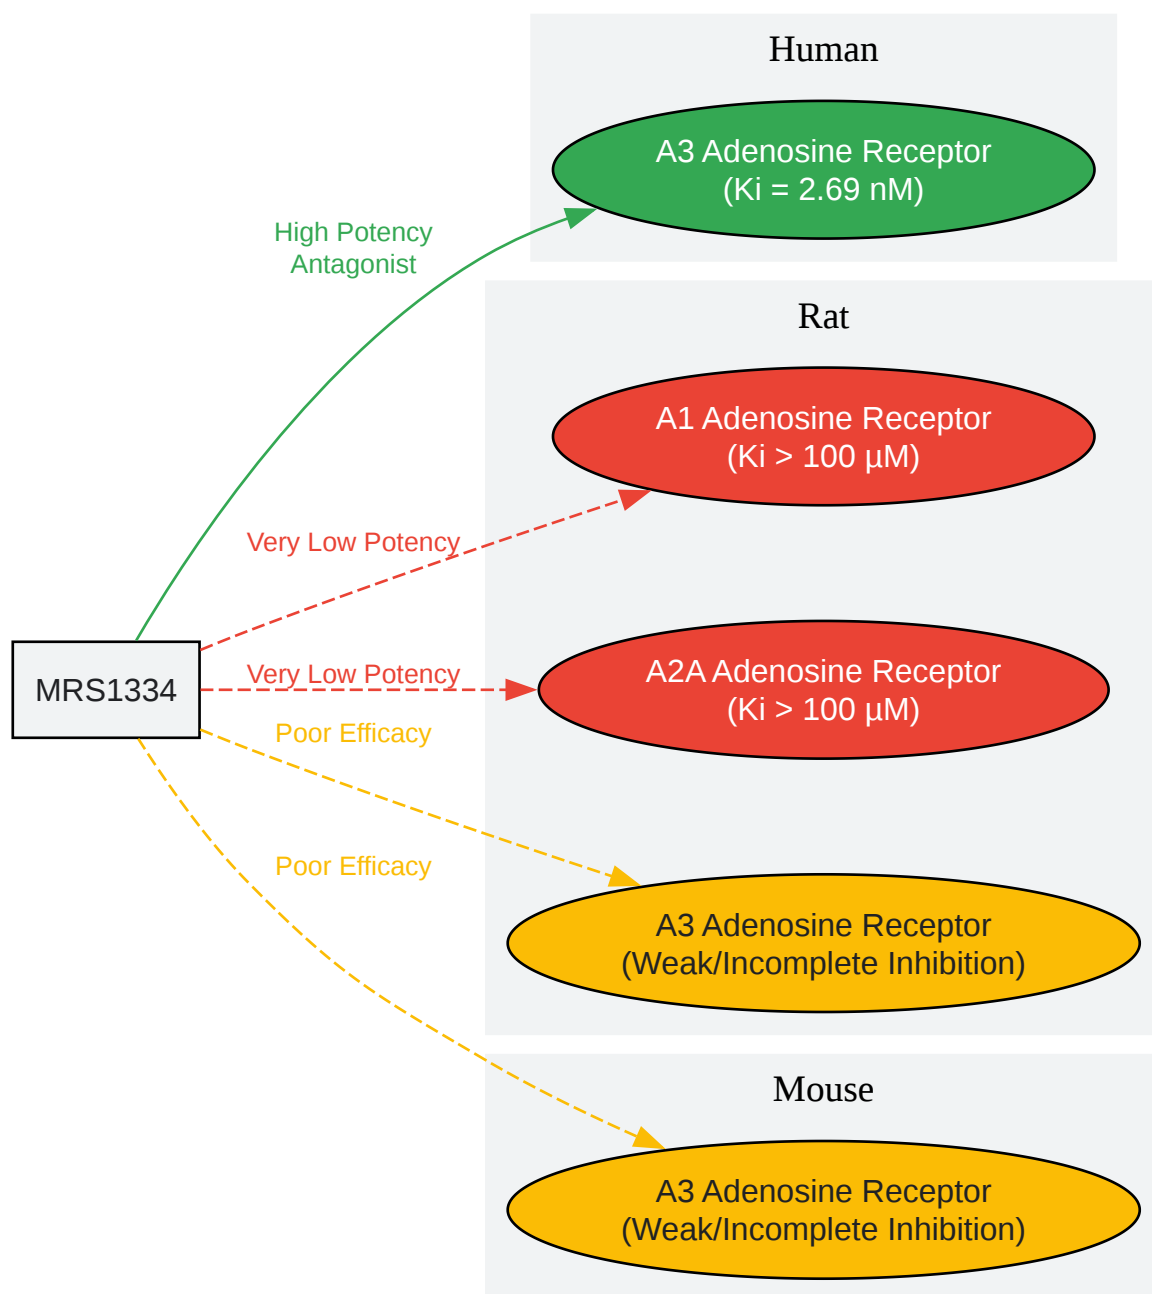 Human
A3 Adenosine Receptor
(Ki = 2.69 nM)
High Potency
Antagonist
Rat
A1 Adenosine Receptor
(Ki > 100 µM)
Very Low Potency
MRS1334
Very Low Potency
A2A Adenosine Receptor
(Ki > 100 µM)
Poor Efficacy
Poor Efficacy
A3 Adenosine Receptor
(Weak/Incomplete Inhibition)
Mouse
A3 Adenosine Receptor
(Weak/Incomplete Inhibition)